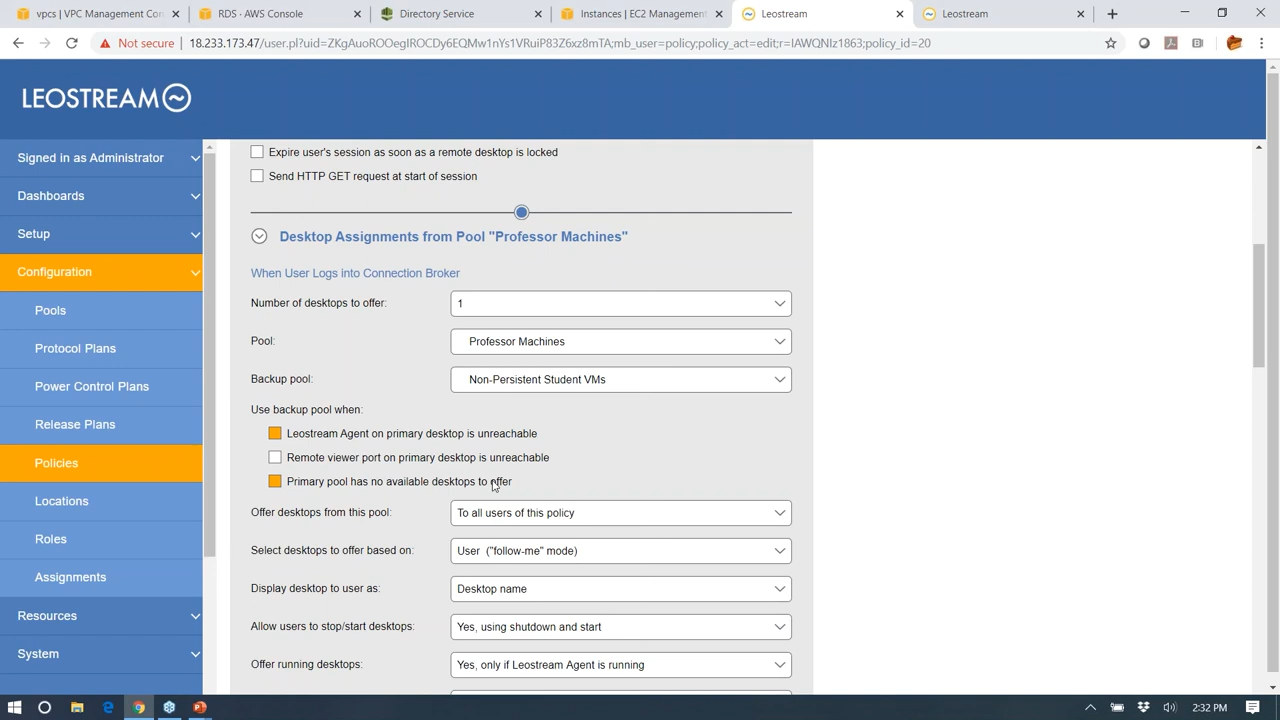 vpcs | VPC Management Con
RDS · AWS Console
Directory Service
Instances | EC2 Management
Leostream
Leostream
Not secure
18.233.173.47/user.pl?uid=ZKgAuoROOegIROCDy6EQMw1nYs1VRuiP83Z6xz8mTA;mb_user=policy;policy_act=edit;r=IAWQNIz1863;policy_id=20
LEOSTREAM
Signed in as Administrator
Dashboards
Setup
Configuration
Pools
Protocol Plans
Power Control Plans
Release Plans
Policies
Locations
Roles
Assignments
Resources
System
Expire user's session as soon as a remote desktop is locked
Send HTTP GET request at start of session
Desktop Assignments from Pool "Professor Machines"
When User Logs into Connection Broker
Number of desktops to offer: 1
Pool: Professor Machines
Backup pool: Non-Persistent Student VMs
Use backup pool when:
Leostream Agent on primary desktop is unreachable
Remote viewer port on primary desktop is unreachable
Primary pool has no available desktops to offer
Offer desktops from this pool: To all users of this policy
Select desktops to offer based on: User ("follow-me" mode)
Display desktop to user as: Desktop name
Allow users to stop/start desktops: Yes, using shutdown and start
Offer running desktops: Yes, only if Leostream Agent is running
2:32 PM